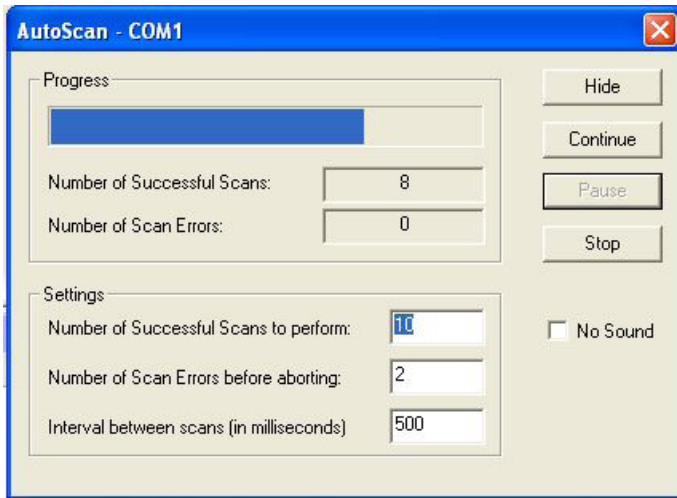 AutoScan - COM1
Progress
Hide
Continue
Number of Successful Scans: 8
Pause
Number of Scan Errors: 0
Stop
Settings
Number of Successful Scans to perform: 10
No Sound
Number of Scan Errors before aborting: 2
Interval between scans (in milliseconds) 500